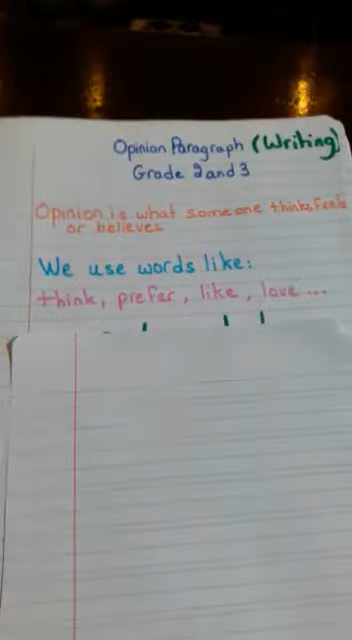 Opinion Paragraph (Writing)
Grade 2 and 3
Opinion is what someone thinks, feels
or believes
We use words like:
think, prefer, like, love...